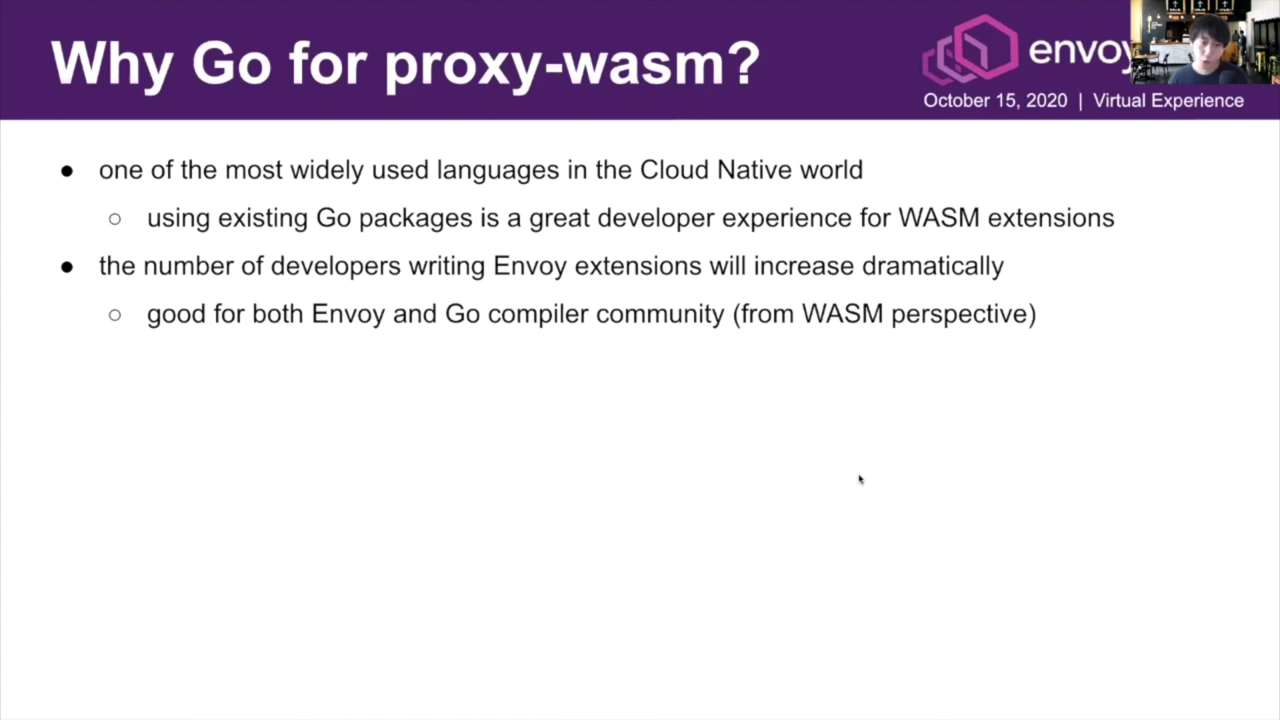 Why Go for proxy-wasm?
envoy
October 15, 2020 | Virtual Experience
● one of the most widely used languages in the Cloud Native world
○ using existing Go packages is a great developer experience for WASM extensions
● the number of developers writing Envoy extensions will increase dramatically
○ good for both Envoy and Go compiler community (from WASM perspective)